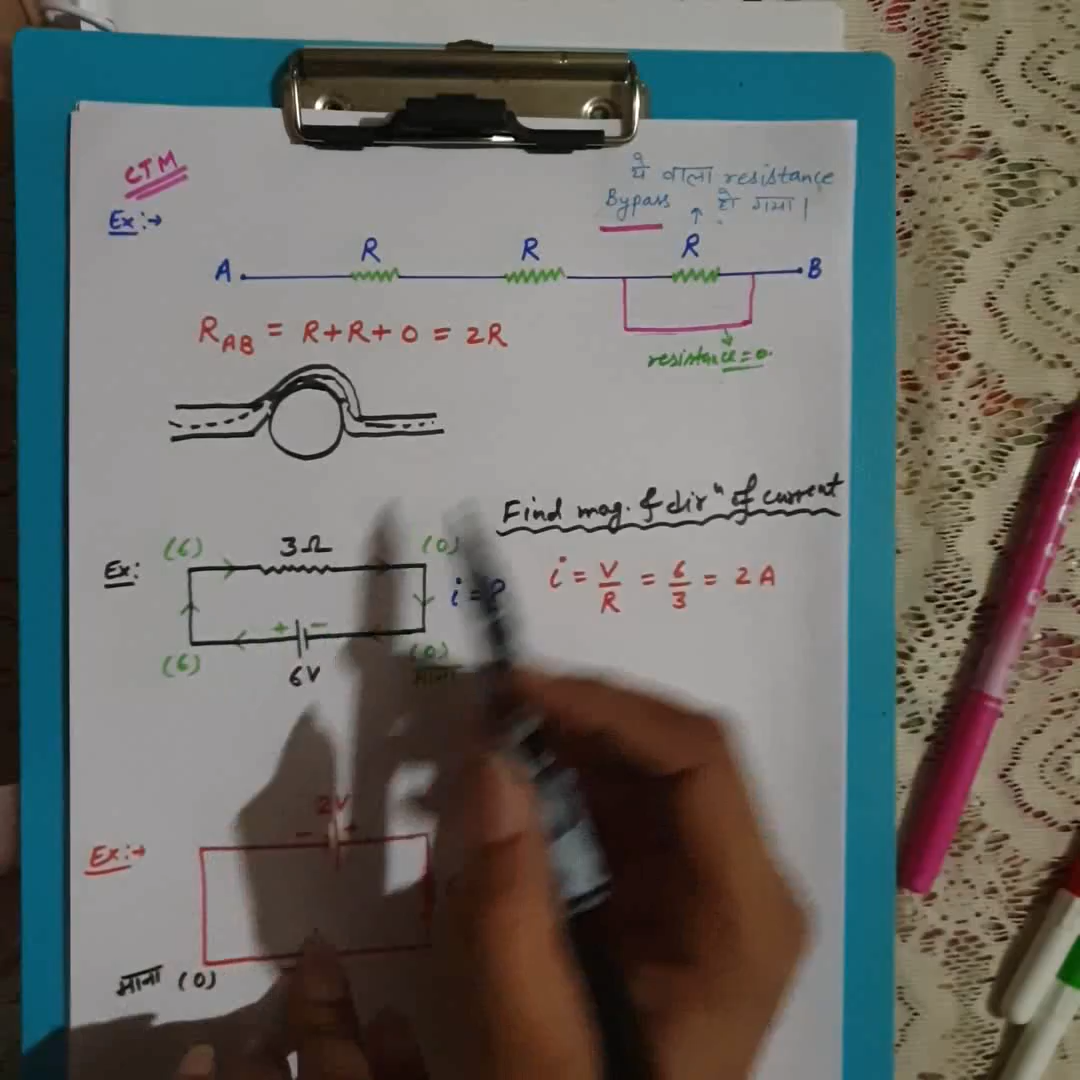 CTM
ये वाला resistance
Bypass ↑ हो गया।
Ex:→
A R R R B
R_AB = R+R+0 = 2R
resistance = 0.
Find mag. & dirⁿ of current
Ex:
(6) 3Ω (0)
i = ?
i = V/R = 6/3 = 2A
+ −
(6) 6V (0)
माना
2V
− +
Ex:→
माना (0)